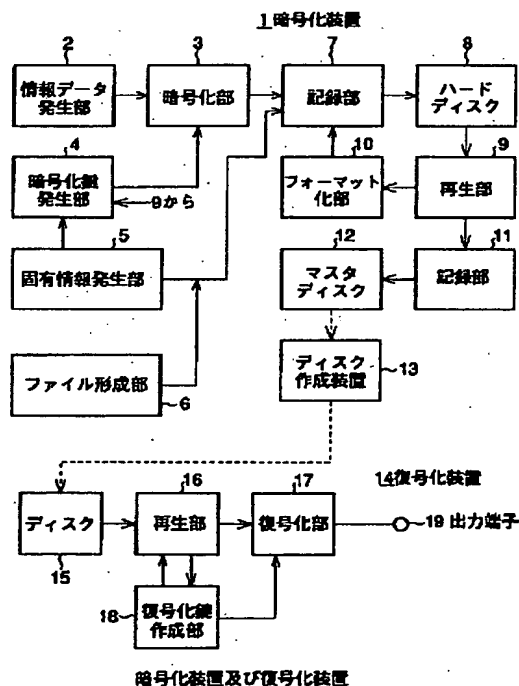 1 暗号化装置
2
3
7
8
情報データ
発生部
暗号化部
記録部
ハード
ディスク
4
10
9
暗号化鍵
発生部
9から
フォーマット
化部
再生部
5
12
11
固有情報発生部
マスタ
ディスク
記録部
ファイル形成部
6
ディスク
作成装置
13
16
17
14復号化装置
ディスク
再生部
復号化部
19 出力端子
15
18
復号化鍵
作成部
暗号化装置及び復号化装置